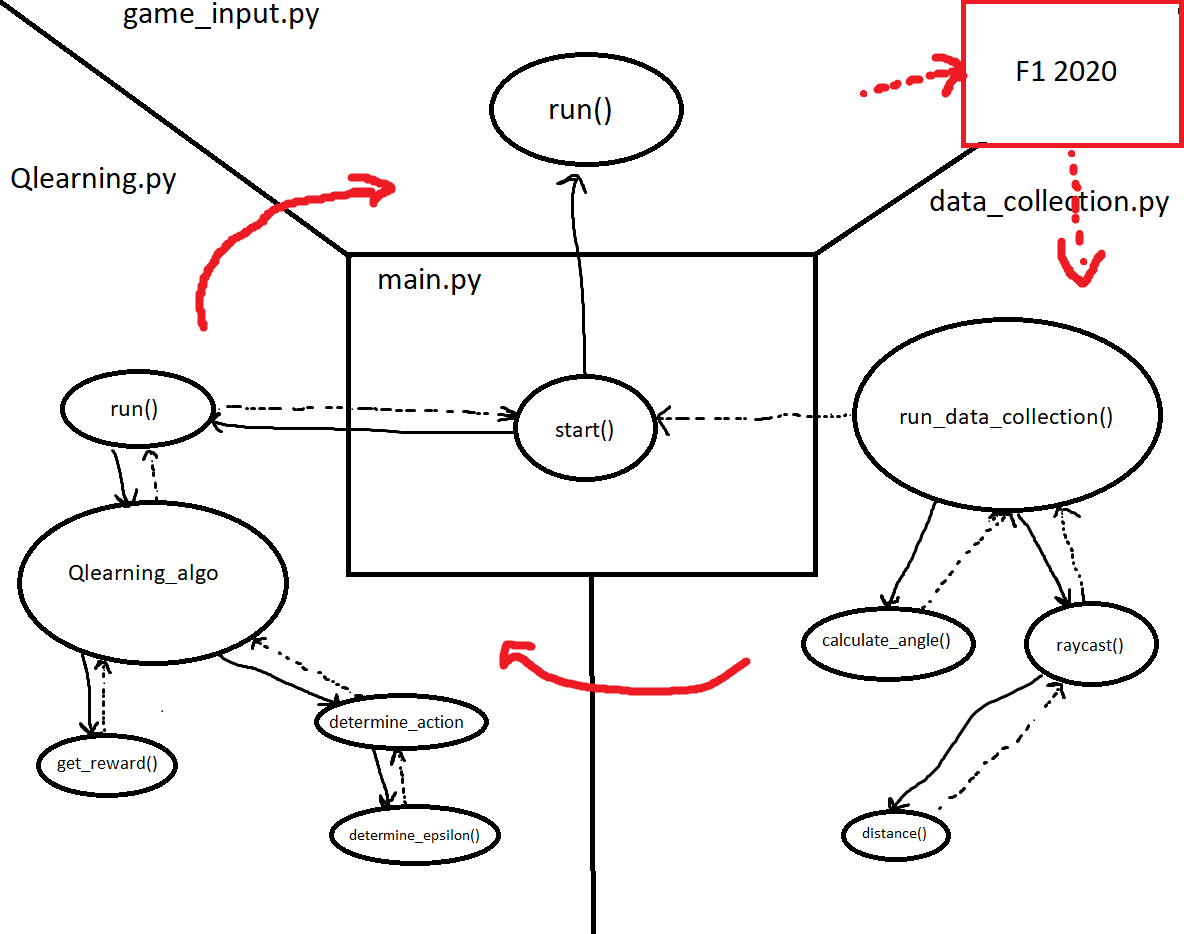 game_input.py
F1 2020
run()
Qlearning.py
data_collection.py
main.py
run()
start()
run_data_collection()
Qlearning_algo
calculate_angle()
raycast()
determine_action
get_reward()
determine_epsilon()
distance()